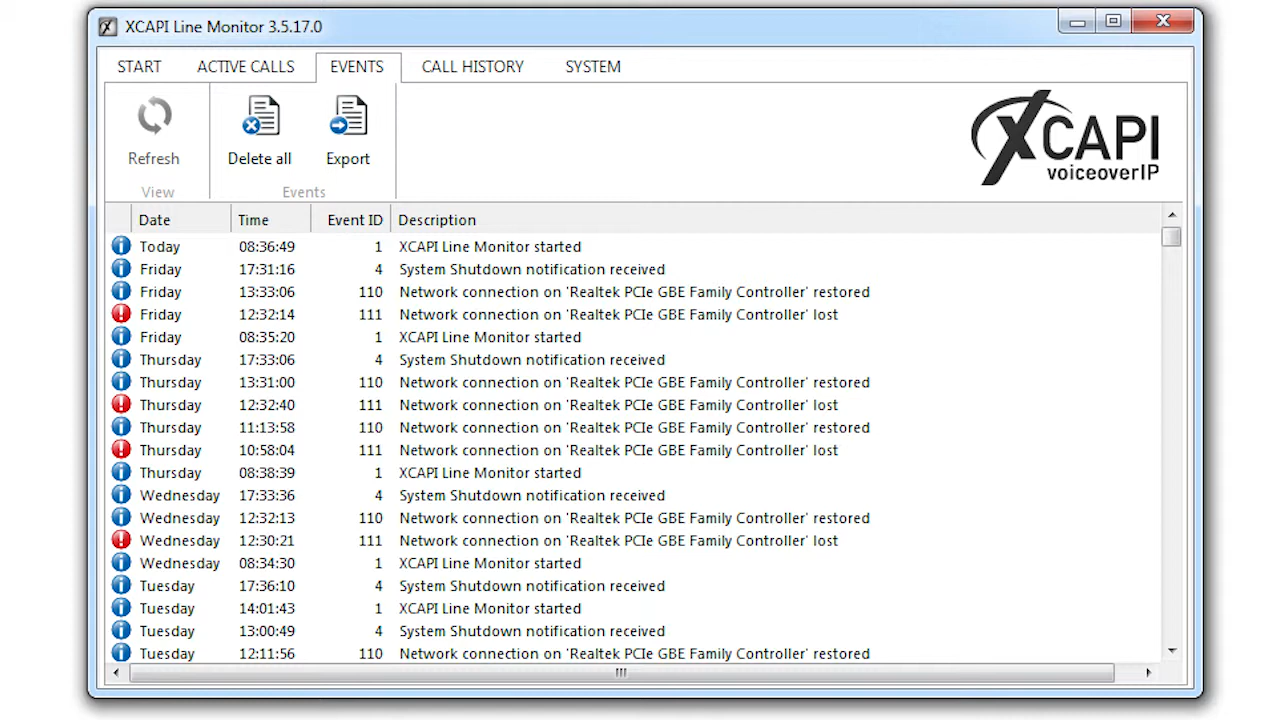 XCAPI Line Monitor 3.5.17.0
START ACTIVE CALLS EVENTS CALL HISTORY SYSTEM
Refresh Delete all Export
View Events
XCAPI
voiceoverIP
Date Time Event ID Description
Today 08:36:49 1 XCAPI Line Monitor started
Friday 17:31:16 4 System Shutdown notification received
Friday 13:33:06 110 Network connection on 'Realtek PCIe GBE Family Controller' restored
Friday 12:32:14 111 Network connection on 'Realtek PCIe GBE Family Controller' lost
Friday 08:35:20 1 XCAPI Line Monitor started
Thursday 17:33:06 4 System Shutdown notification received
Thursday 13:31:00 110 Network connection on 'Realtek PCIe GBE Family Controller' restored
Thursday 12:32:40 111 Network connection on 'Realtek PCIe GBE Family Controller' lost
Thursday 11:13:58 110 Network connection on 'Realtek PCIe GBE Family Controller' restored
Thursday 10:58:04 111 Network connection on 'Realtek PCIe GBE Family Controller' lost
Thursday 08:38:39 1 XCAPI Line Monitor started
Wednesday 17:33:36 4 System Shutdown notification received
Wednesday 12:32:13 110 Network connection on 'Realtek PCIe GBE Family Controller' restored
Wednesday 12:30:21 111 Network connection on 'Realtek PCIe GBE Family Controller' lost
Wednesday 08:34:30 1 XCAPI Line Monitor started
Tuesday 17:36:10 4 System Shutdown notification received
Tuesday 14:01:43 1 XCAPI Line Monitor started
Tuesday 13:00:49 4 System Shutdown notification received
Tuesday 12:11:56 110 Network connection on 'Realtek PCIe GBE Family Controller' restored